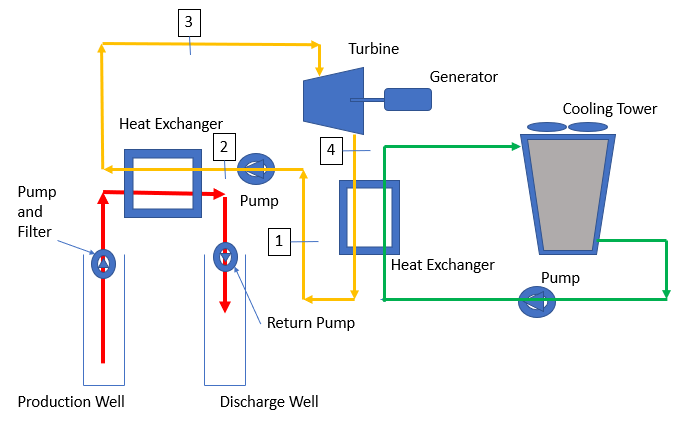 3
Turbine
Generator
Cooling Tower
Heat Exchanger
2
4
Pump
and
Filter
Pump
1
Heat Exchanger
Pump
Return Pump
Production Well
Discharge Well